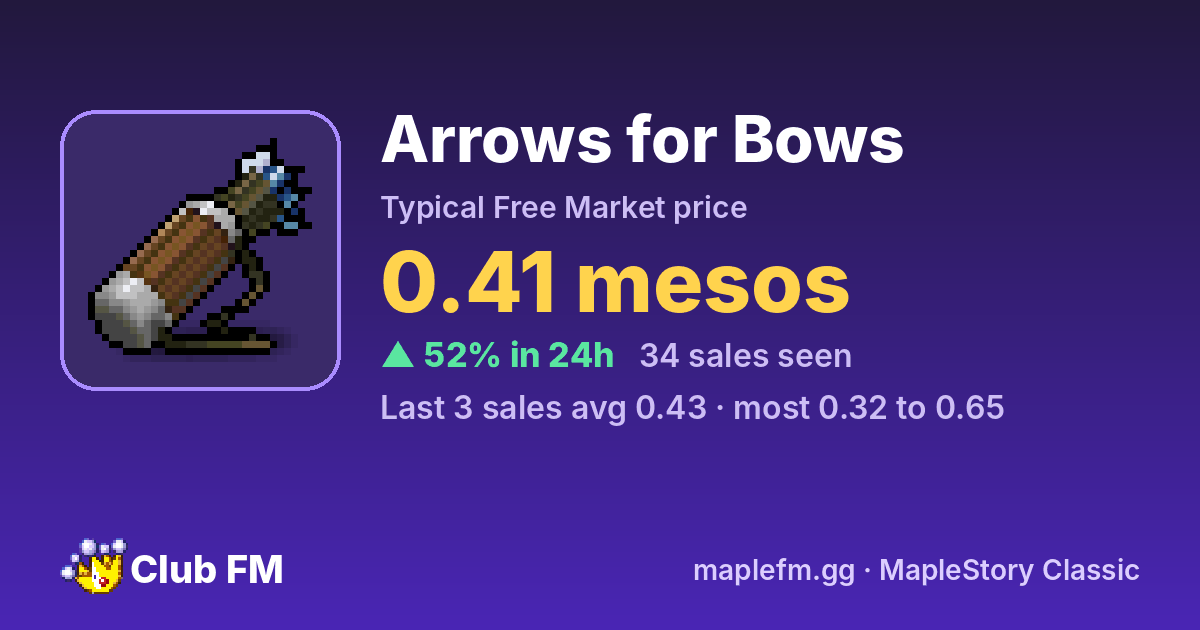 Arrows for Bows
Typical Free Market price
0.41 mesos
▲ 52% in 24h 34 sales seen
Last 3 sales avg 0.43 · most 0.32 to 0.65
Club FM
maplefm.gg · MapleStory Classic